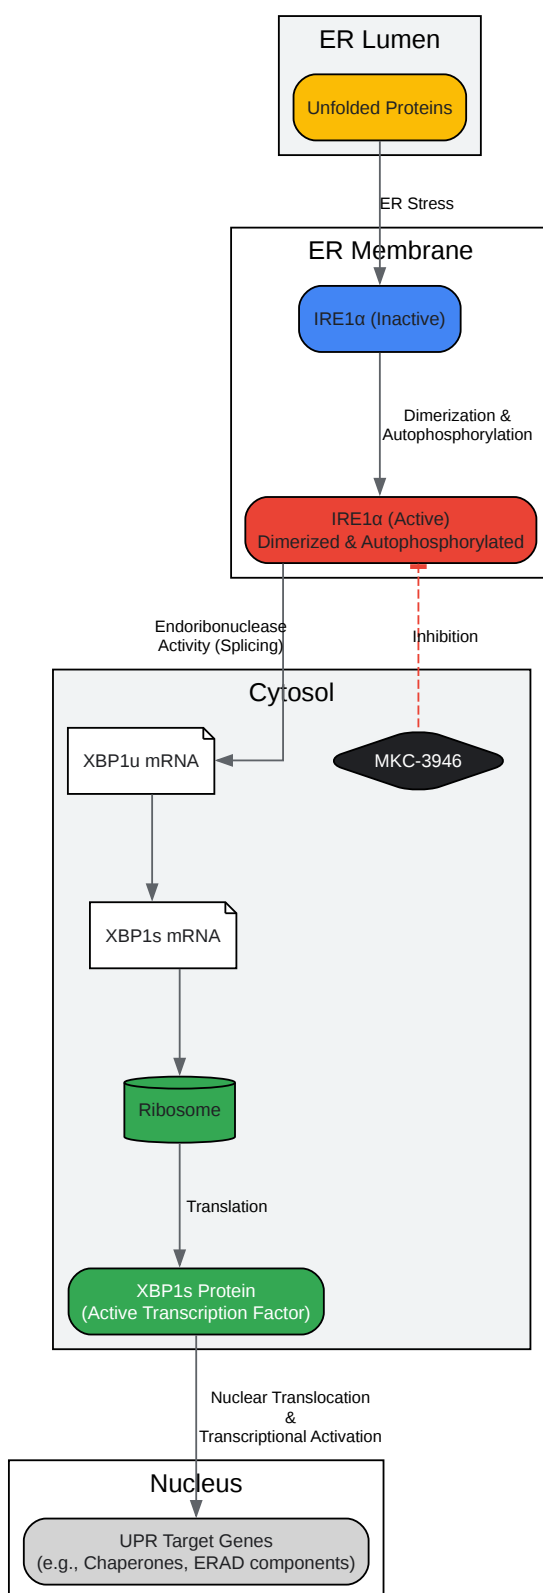 ER Lumen
Unfolded Proteins
ER Stress
ER Membrane
IRE1α (Inactive)
Dimerization &
Autophosphorylation
IRE1α (Active)
Dimerized & Autophosphorylated
Endoribonuclease
Activity (Splicing)
Inhibition
Cytosol
XBP1u mRNA
MKC-3946
XBP1s mRNA
Ribosome
Translation
XBP1s Protein
(Active Transcription Factor)
Nuclear Translocation
&
Transcriptional Activation
Nucleus
UPR Target Genes
(e.g., Chaperones, ERAD components)